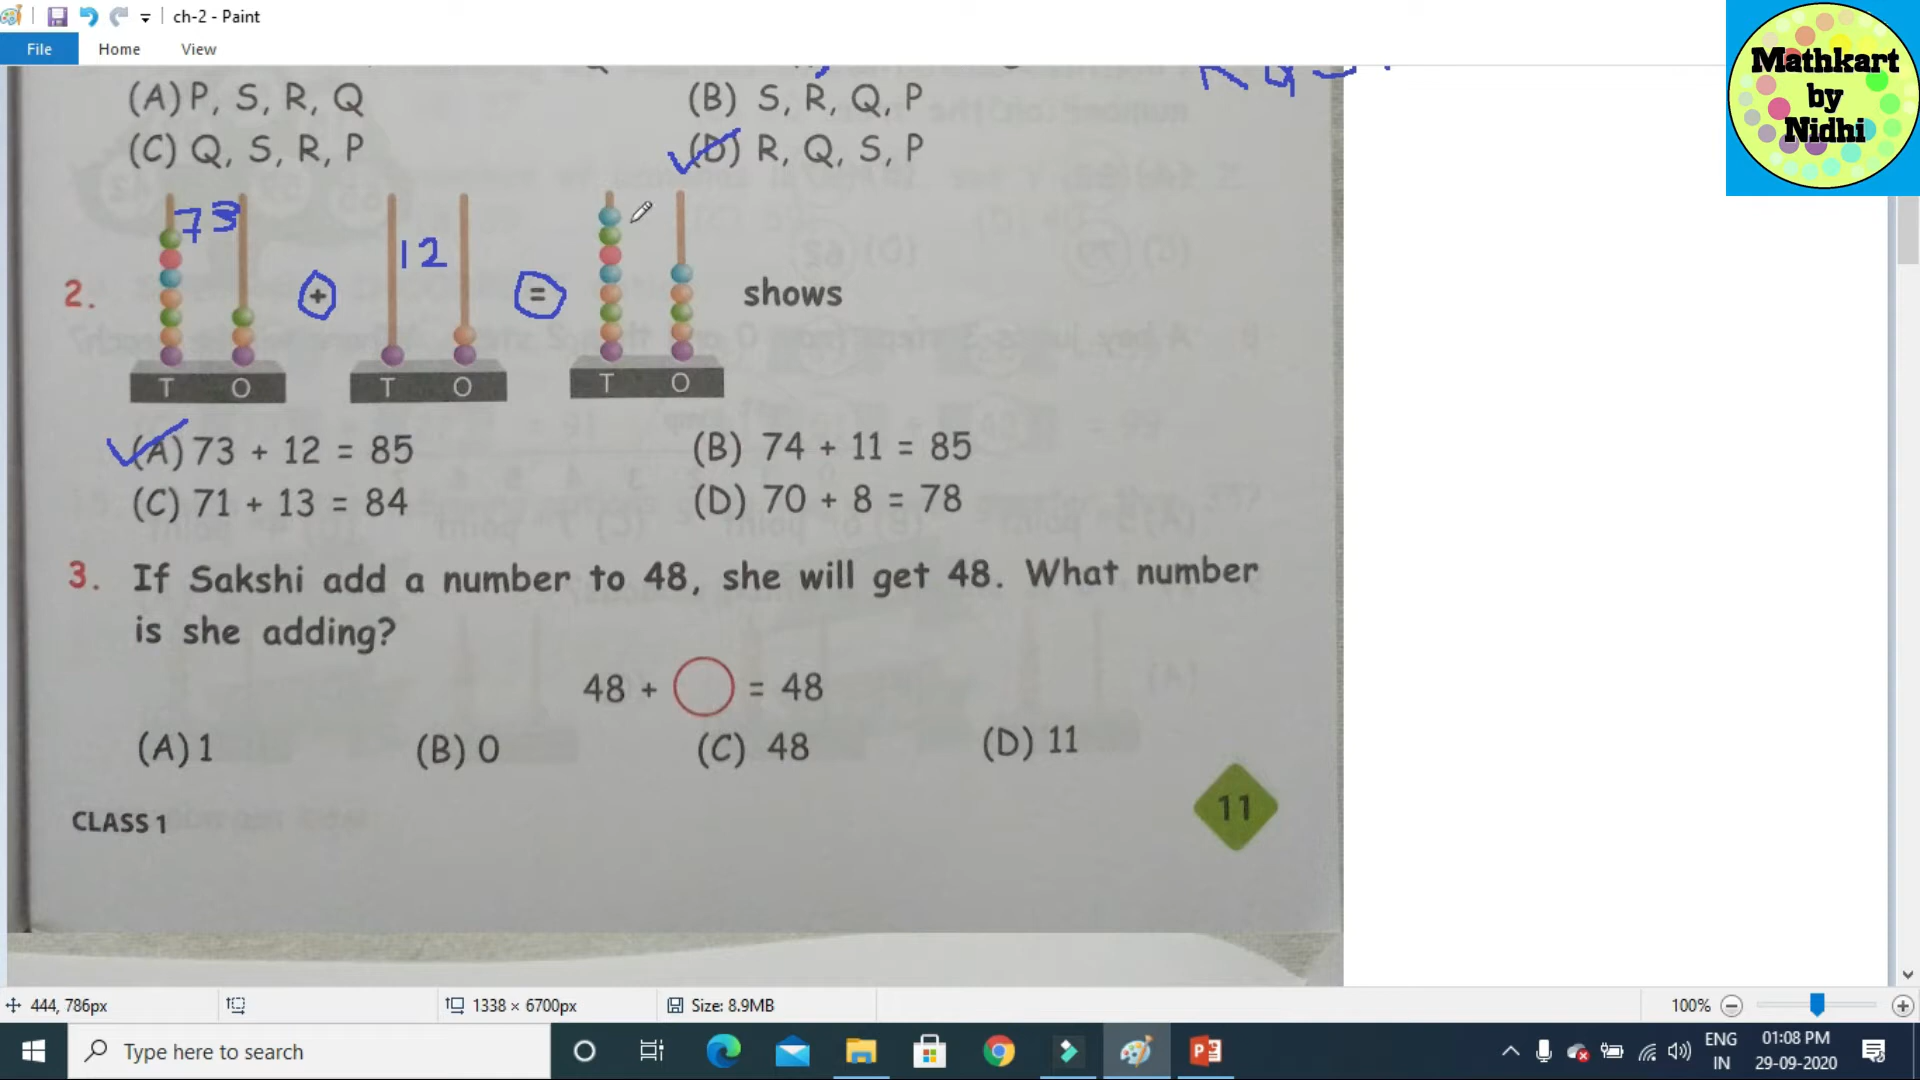 ch-2 - Paint
File Home View
Mathkart
by
Nidhi
(A) P, S, R, Q (B) S, R, Q, P
(C) Q, S, R, P (D) R, Q, S, P
73
12
2. + = shows
T O T O T O
(A) 73 + 12 = 85 (B) 74 + 11 = 85
(C) 71 + 13 = 84 (D) 70 + 8 = 78
3. If Sakshi add a number to 48, she will get 48. What number
is she adding?
48 + = 48
(A) 1 (B) 0 (C) 48 (D) 11
11
CLASS 1
444, 786px 1338 × 6700px Size: 8.9MB 100%
Type here to search
ENG
IN
01:08 PM
29-09-2020